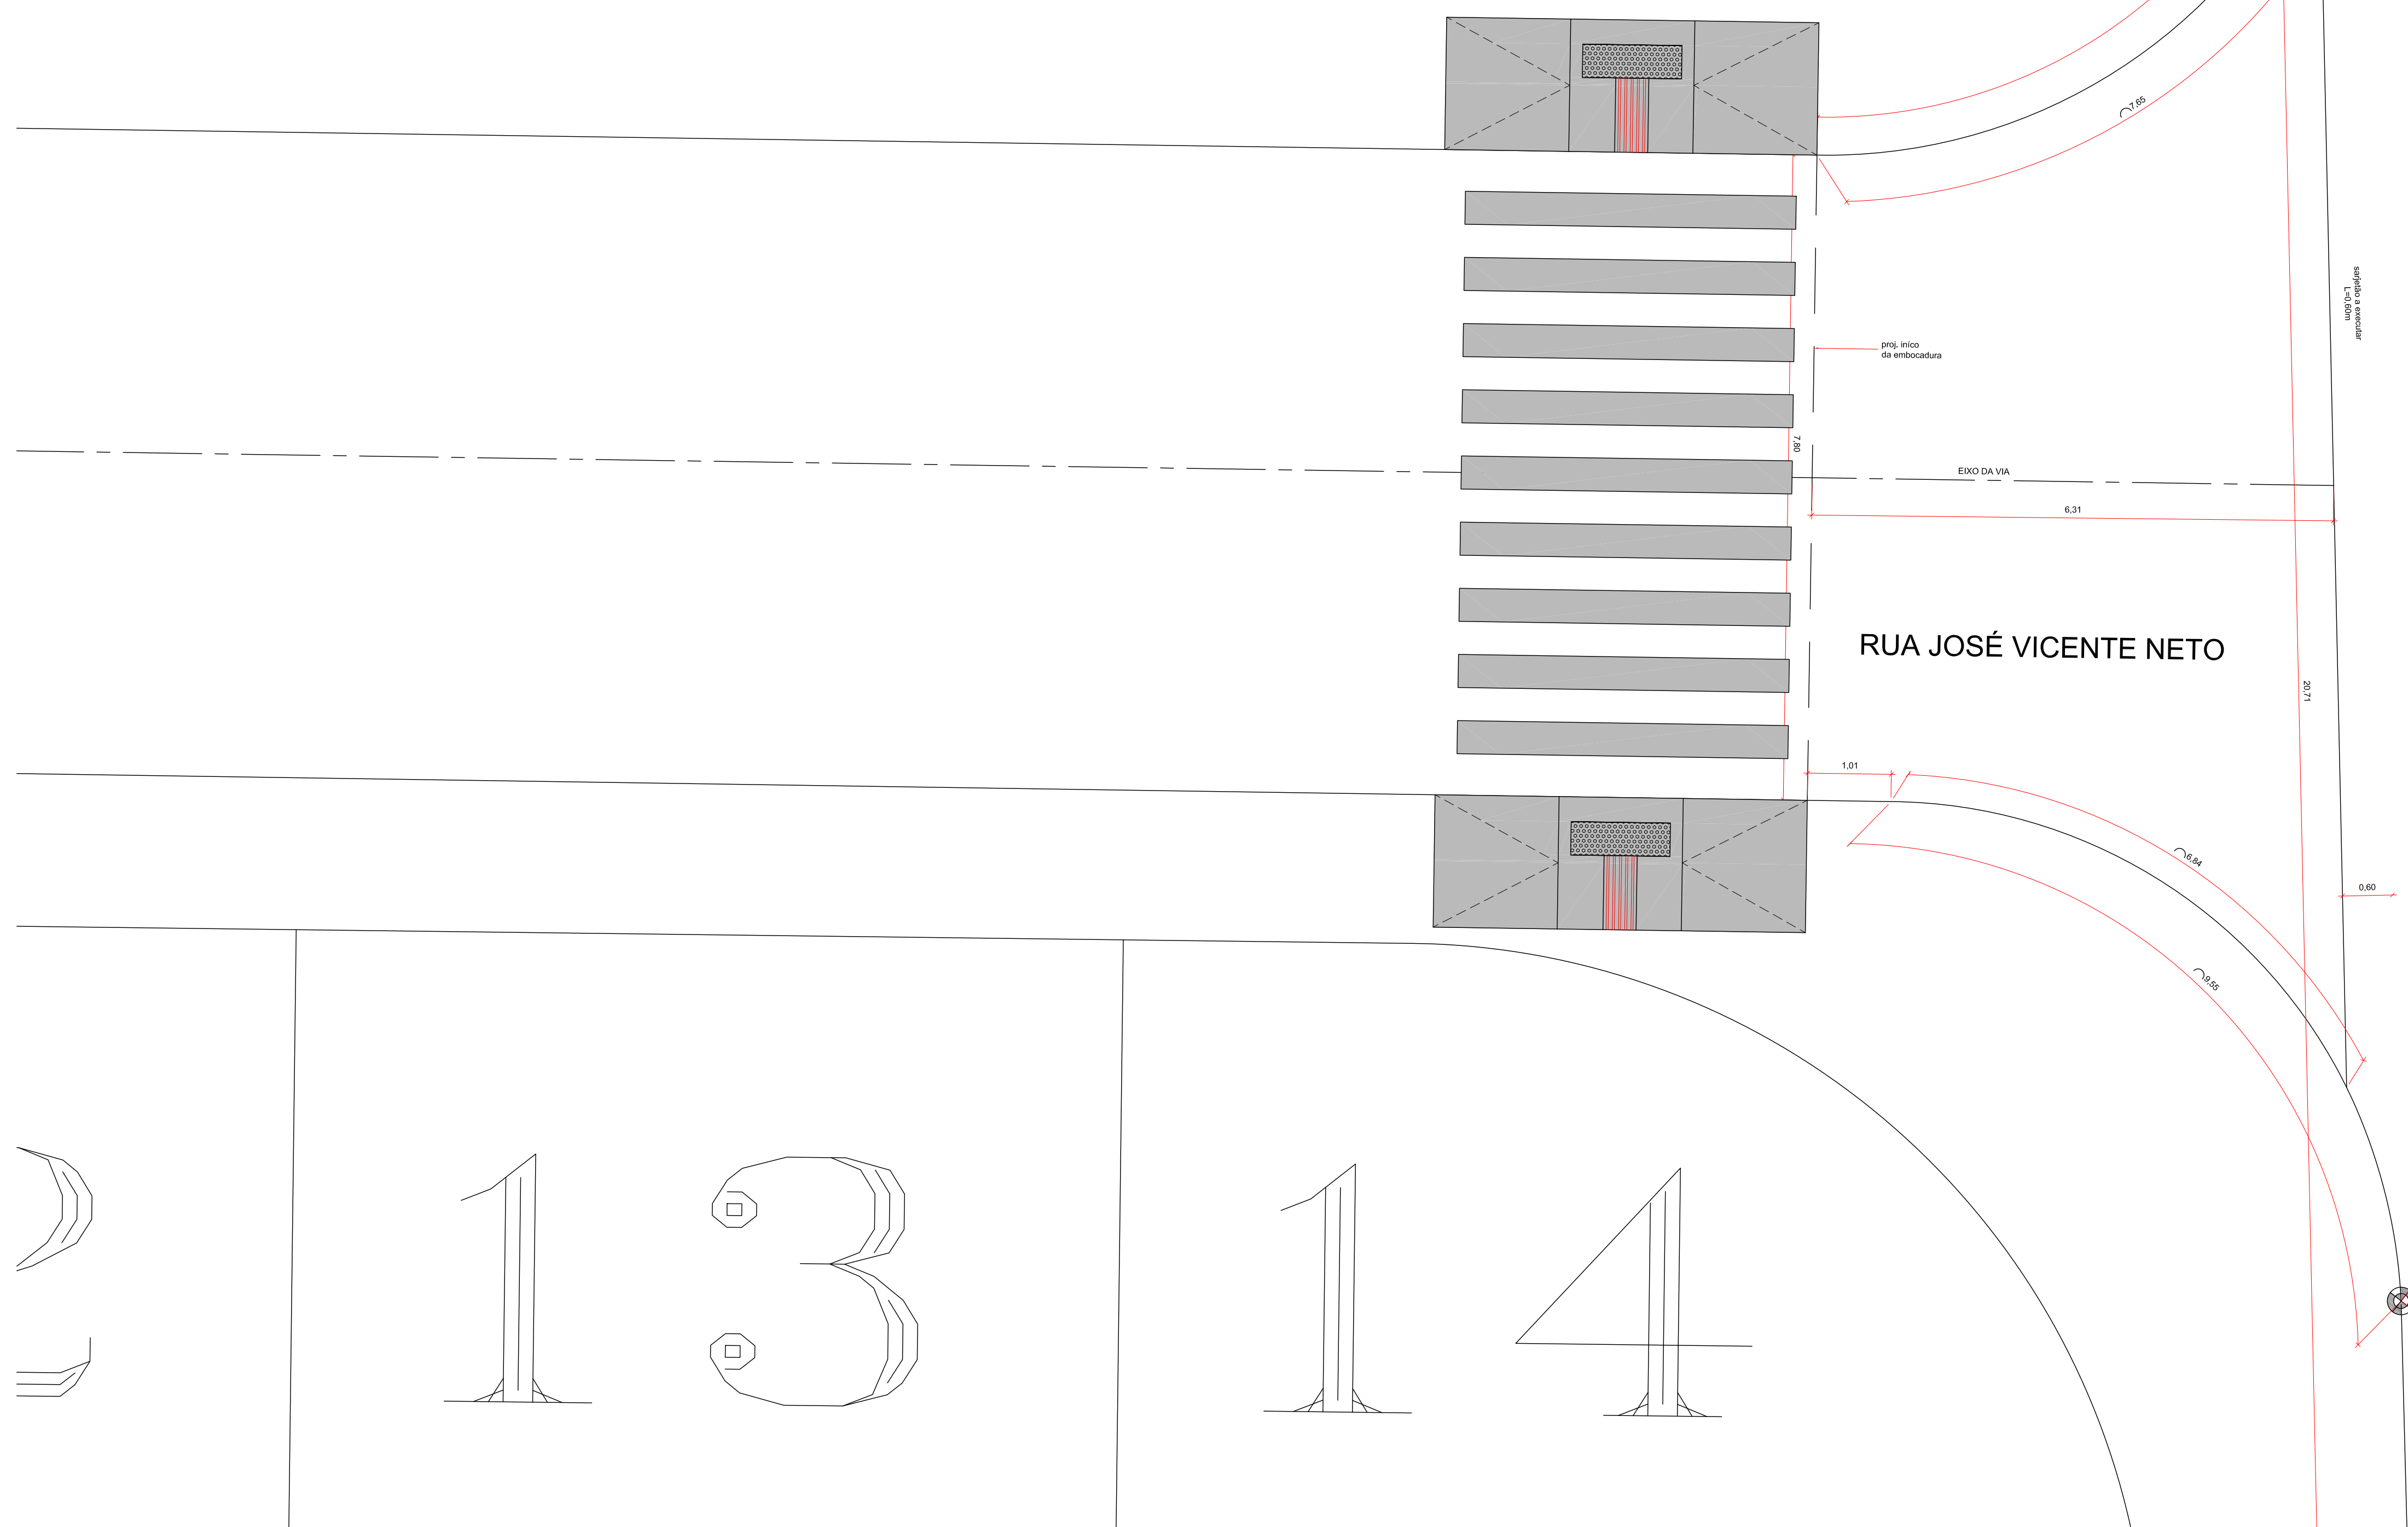 7,65
sarjetão a executar
L=0,60m
proj. iníco
da embocadura
7,80
EIXO DA VIA
6,31
RUA JOSÉ VICENTE NETO
20,71
1,01
6,84
0,60
9,55
13
14